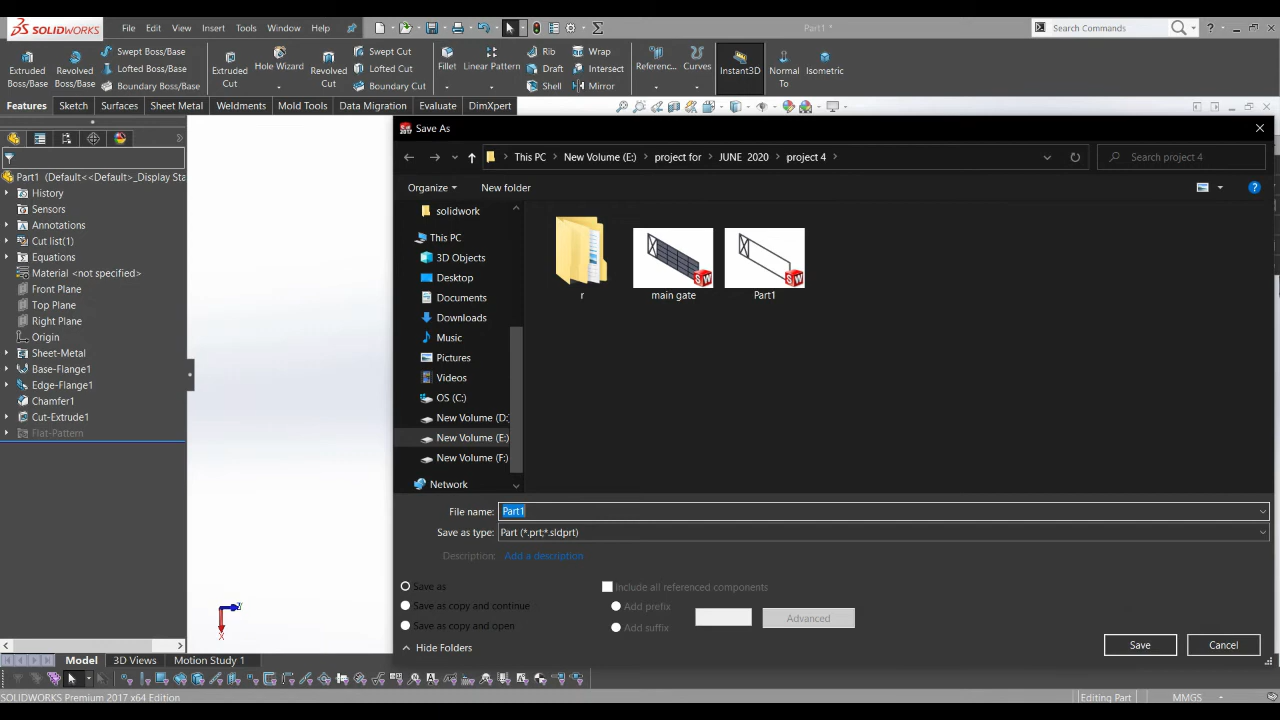 SOLIDWORKS File Edit View Insert Tools Window Help Part1 * Search Commands ?
Extruded Boss/Base Revolved Boss/Base Swept Boss/Base Lofted Boss/Base Boundary Boss/Base Extruded Cut Hole Wizard Revolved Cut Swept Cut Lofted Cut Boundary Cut Fillet Linear Pattern Rib Draft Shell Wrap Intersect Mirror Referenc... Curves Instant3D Normal To Isometric
Features Sketch Surfaces Sheet Metal Weldments Mold Tools Data Migration Evaluate DimXpert
Part1 (Default<<Default>_Display Sta
History
Sensors
Annotations
Cut list(1)
Equations
Material <not specified>
Front Plane
Top Plane
Right Plane
Origin
Sheet-Metal
Base-Flange1
Edge-Flange1
Chamfer1
Cut-Extrude1
Flat-Pattern
2017 Save As
This PC > New Volume (E:) > project for > JUNE 2020 > project 4 > Search project 4
Organize New folder ?
solidwork
This PC
3D Objects
Desktop
Documents
Downloads
Music
Pictures
Videos
OS (C:)
New Volume (D:
New Volume (E:)
New Volume (F:)
Network
SW SW
r main gate Part1
File name: Part1
Save as type: Part (*.prt;*.sldprt)
Description: Add a description
Save as
Save as copy and continue
Save as copy and open
Include all referenced components
Add prefix
Add suffix
Advanced
Hide Folders
Save Cancel
X
Model 3D Views Motion Study 1
SOLIDWORKS Premium 2017 x64 Edition Editing Part MMGS -